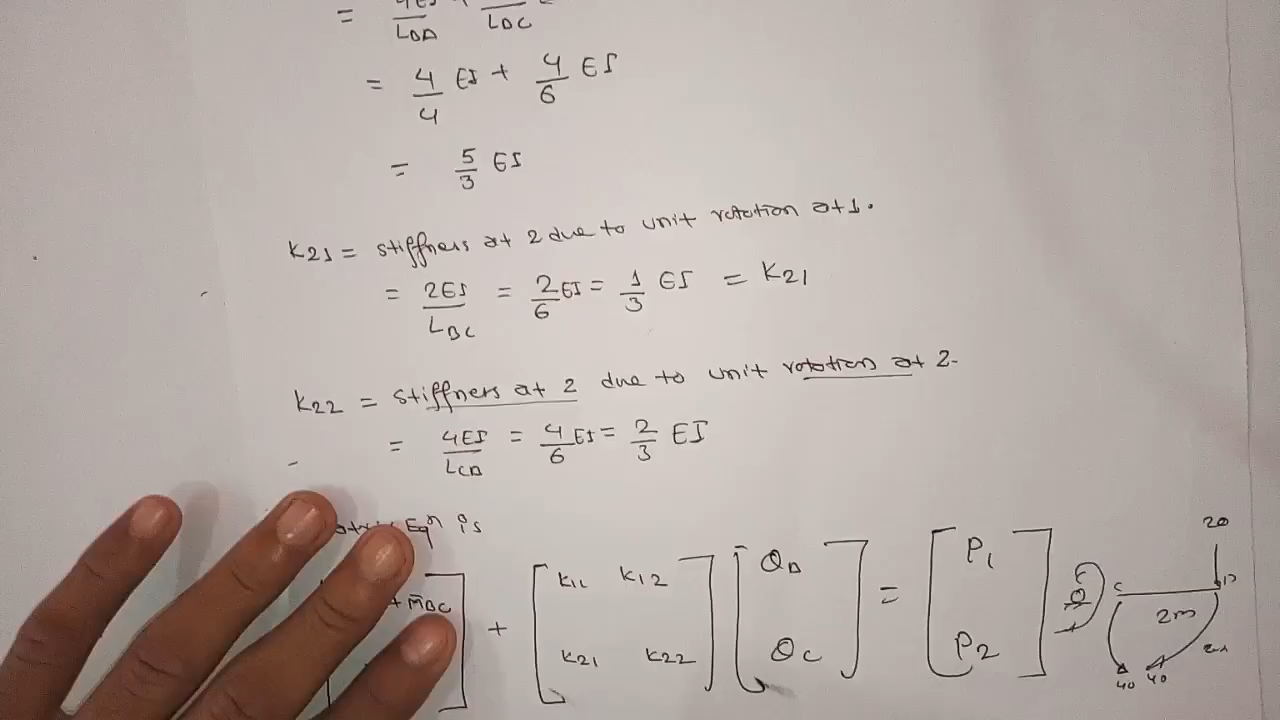 = 4EI / LBA + / LBC
= 4/4 EI + 4/6 EI
= 5/3 EI
K21 = stiffness at 2 due to unit rotation at 1.
= 2EI / LBC = 2/6 EI = 1/3 EI = K21
K22 = stiffness at 2 due to unit rotation at 2-
= 4EI / LCB = 4/6 EI = 2/3 EI
Eqn is
+ M̄BC + [K11 K12 [θB = [P1
K21 K22] θC] P2]
20
C D
2m
40 40